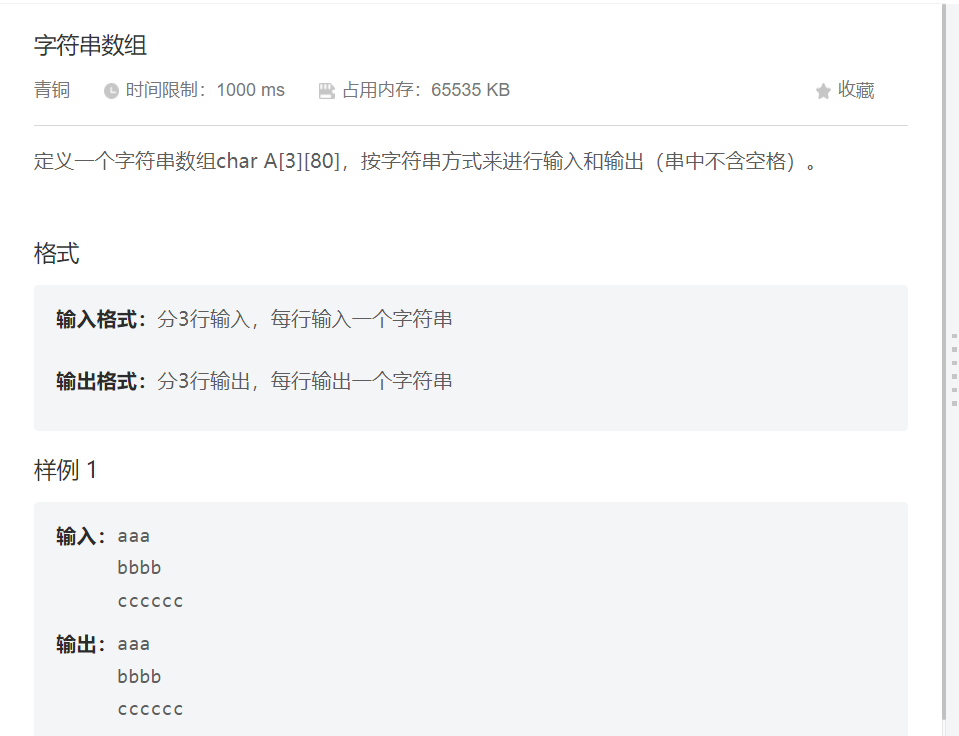 字符串数组
青铜 时间限制：1000 ms 占用内存：65535 KB 收藏
定义一个字符串数组char A[3][80]，按字符串方式来进行输入和输出（串中不含空格）。
格式
输入格式：分3行输入，每行输入一个字符串
输出格式：分3行输出，每行输出一个字符串
样例 1
输入：aaa
bbbb
cccccc
输出：aaa
bbbb
cccccc